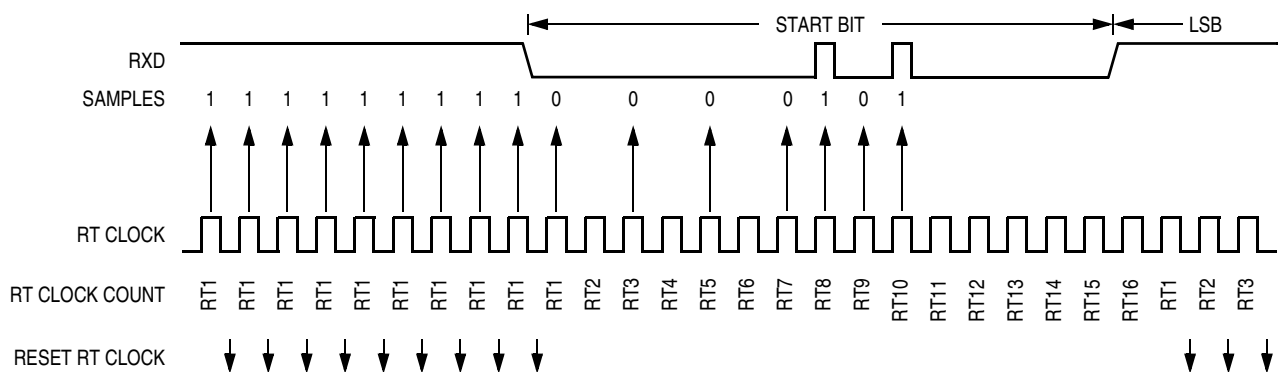 START BIT LSB
RXD
SAMPLES 1 1 1 1 1 1 1 1 1 0 0 0 0 1 0 1
RT CLOCK
RT CLOCK COUNT RT1 RT1 RT1 RT1 RT1 RT1 RT1 RT1 RT1 RT1 RT2 RT3 RT4 RT5 RT6 RT7 RT8 RT9 RT10 RT11 RT12 RT13 RT14 RT15 RT16 RT1 RT2 RT3
RESET RT CLOCK